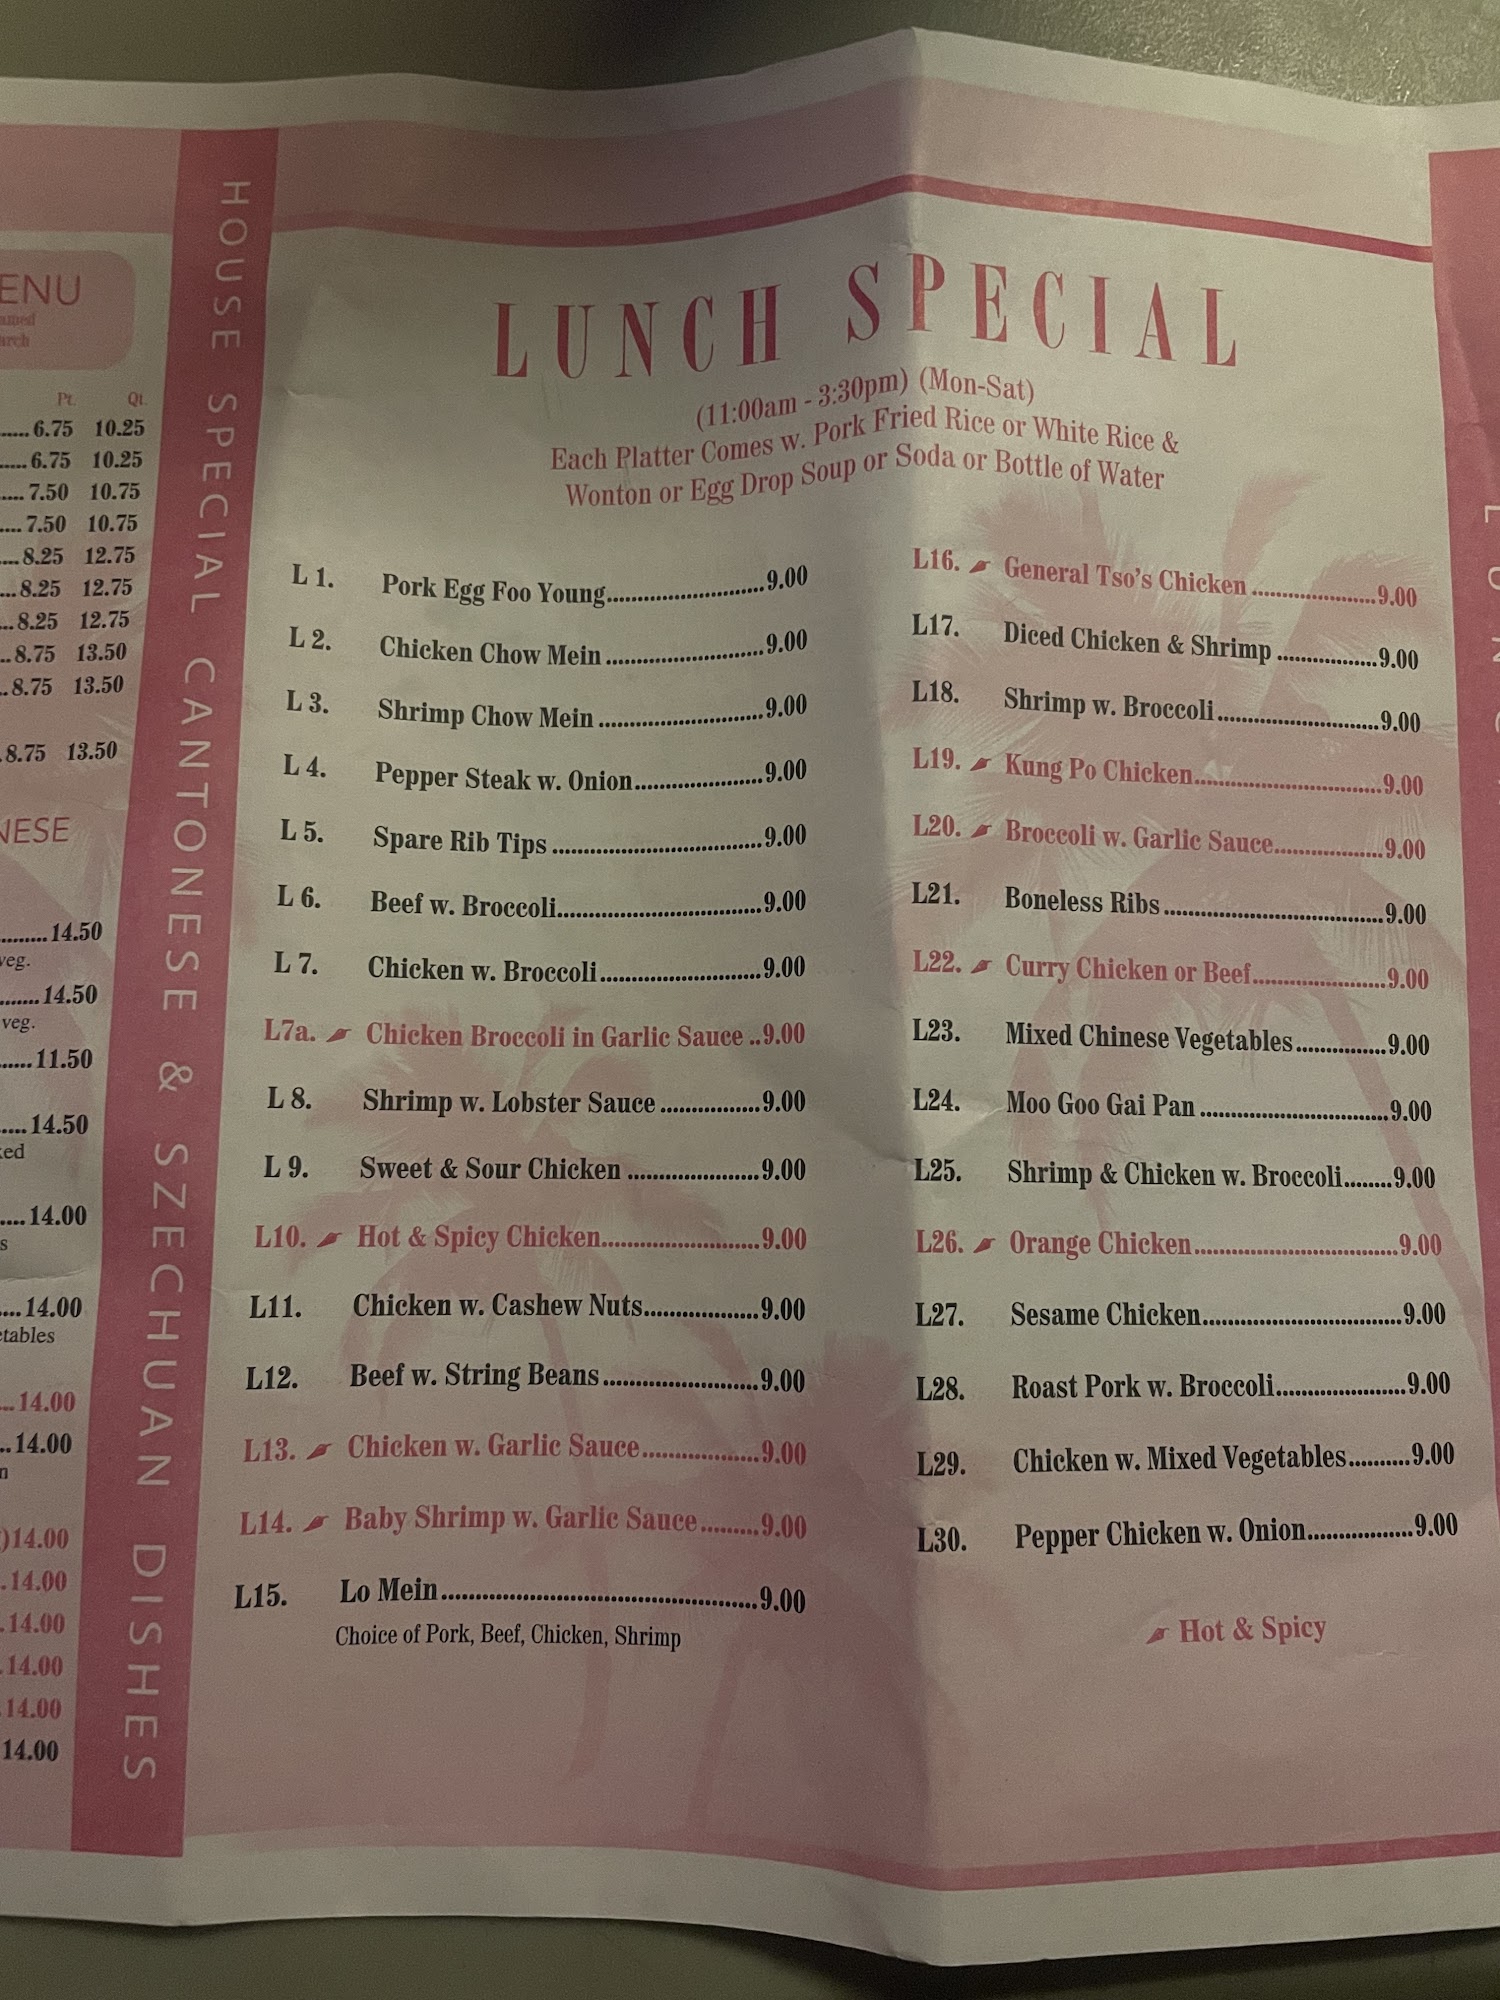 ENU
Pt. Qt.
......6.75 10.25
.....6.75 10.25
.....7.50 10.75
....7.50 10.75
....8.25 12.75
...8.25 12.75
...8.25 12.75
..8.75 13.50
..8.75 13.50
.8.75 13.50
NESE
.........14.50
veg.
........14.50
veg.
......11.50
.....14.50
.....14.00
s
....14.00
etables
...14.00
..14.00
n
)14.00
.14.00
.14.00
.14.00
.14.00
14.00
HOUSE SPECIAL CANTONESE & SZECHUAN DISHES
LUNCH SPECIAL
(11:00am - 3:30pm) (Mon-Sat)
Each Platter Comes w. Pork Fried Rice or White Rice &
Wonton or Egg Drop Soup or Soda or Bottle of Water
L 1. Pork Egg Foo Young..........................9.00
L 2. Chicken Chow Mein..........................9.00
L 3. Shrimp Chow Mein ...........................9.00
L 4. Pepper Steak w. Onion.....................9.00
L 5. Spare Rib Tips ..................................9.00
L 6. Beef w. Broccoli.................................9.00
L 7. Chicken w. Broccoli..........................9.00
L7a. Chicken Broccoli in Garlic Sauce ..9.00
L 8. Shrimp w. Lobster Sauce ................9.00
L 9. Sweet & Sour Chicken .....................9.00
L10. Hot & Spicy Chicken.........................9.00
L11. Chicken w. Cashew Nuts..................9.00
L12. Beef w. String Beans.........................9.00
L13. Chicken w. Garlic Sauce...................9.00
L14. Baby Shrimp w. Garlic Sauce.........9.00
L15. Lo Mein.................................................9.00
Choice of Pork, Beef, Chicken, Shrimp
L16. General Tso's Chicken ....................9.00
L17. Diced Chicken & Shrimp ................9.00
L18. Shrimp w. Broccoli..........................9.00
L19. Kung Po Chicken..............................9.00
L20. Broccoli w. Garlic Sauce.................9.00
L21. Boneless Ribs ...................................9.00
L22. Curry Chicken or Beef.....................9.00
L23. Mixed Chinese Vegetables..............9.00
L24. Moo Goo Gai Pan ..............................9.00
L25. Shrimp & Chicken w. Broccoli........9.00
L26. Orange Chicken................................9.00
L27. Sesame Chicken................................9.00
L28. Roast Pork w. Broccoli.....................9.00
L29. Chicken w. Mixed Vegetables..........9.00
L30. Pepper Chicken w. Onion.................9.00
Hot & Spicy